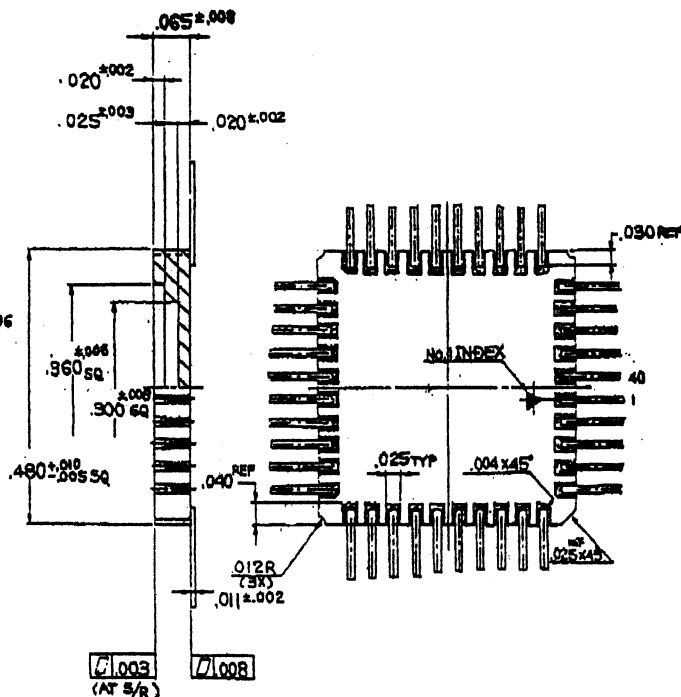 .065±.008
.020±.002
.025±.003
.020±.002
.030 REF
.360 SQ
.300 SQ
.480 +.010 -.005 SQ
No.1 INDEX
40
1
.040 REF
.025 TYP
.004 X 45°
.012R
(3X)
.025 X 45°
.011±.002
.003
.008
(AT S/R)